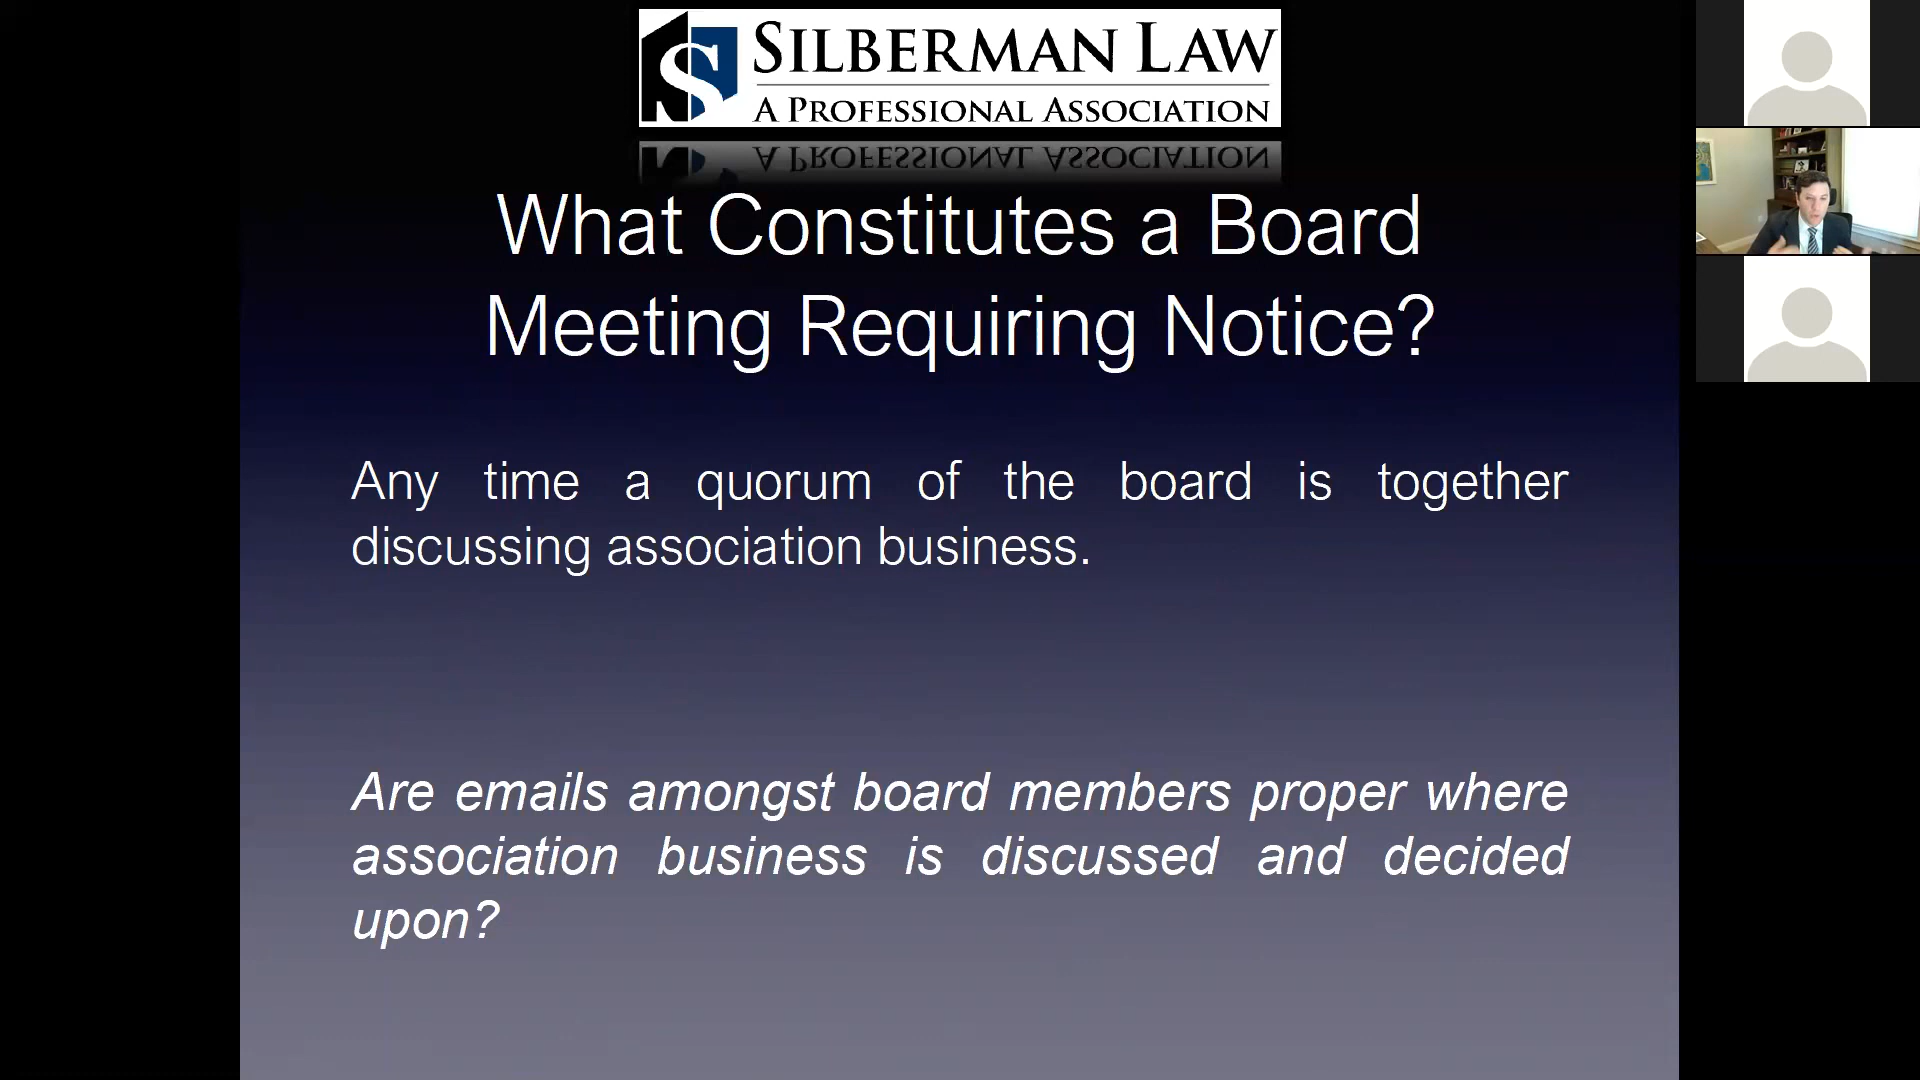 SILBERMAN LAW
A PROFESSIONAL ASSOCIATION
What Constitutes a Board
Meeting Requiring Notice?
Any time a quorum of the board is together
discussing association business.
Are emails amongst board members proper where
association business is discussed and decided
upon?